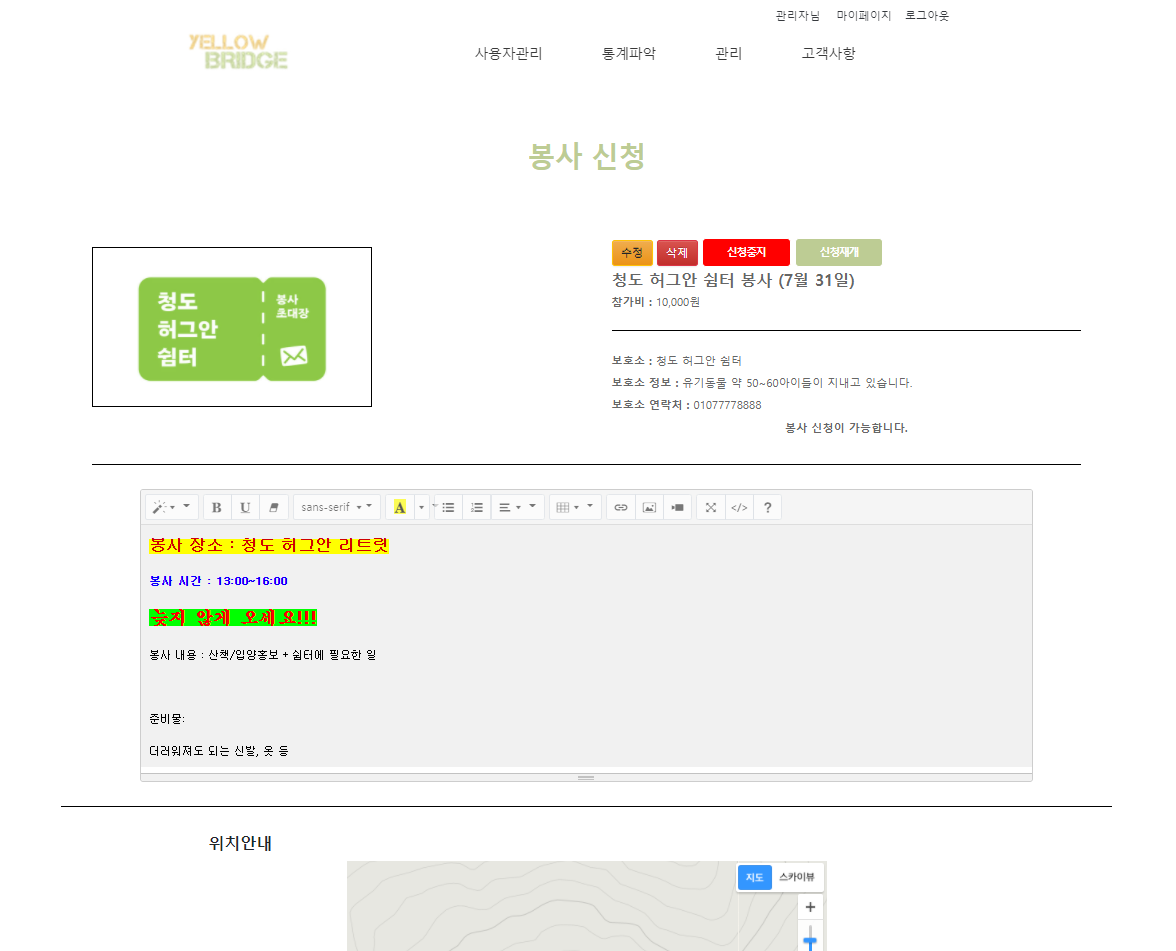 관리자님 마이페이지 로그아웃
YELLOW
BRIDGE
사용자관리 통계파악 관리 고객사항
봉사 신청
청도
허그안
쉼터
봉사
초대장
수정 삭제 신청중지 신청재개
청도 허그안 쉼터 봉사 (7월 31일)
참가비 : 10,000원
보호소 : 청도 허그안 쉼터
보호소 정보 : 유기동물 약 50~60아이들이 지내고 있습니다.
보호소 연락처 : 01077778888
봉사 신청이 가능합니다.
B U sans-serif A </> ?
봉사 장소 : 청도 허그안 리트릿
봉사 시간 : 13:00~16:00
늦지 않게 오세요!!!
봉사 내용 : 산책/입양홍보 + 쉼터에 필요한 일
준비물:
더러워져도 되는 신발, 옷 등
위치안내
지도 스카이뷰
+